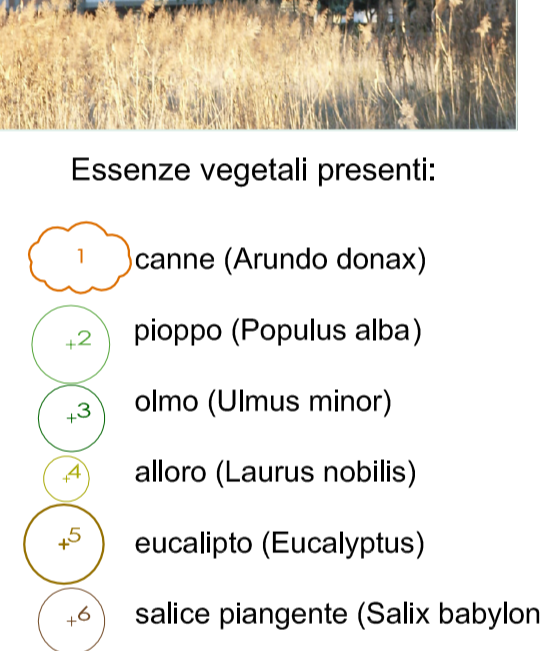 Essenze vegetali presenti:
1 canne (Arundo donax)
+2 pioppo (Populus alba)
+3 olmo (Ulmus minor)
+4 alloro (Laurus nobilis)
+5 eucalipto (Eucalyptus)
+6 salice piangente (Salix babylon